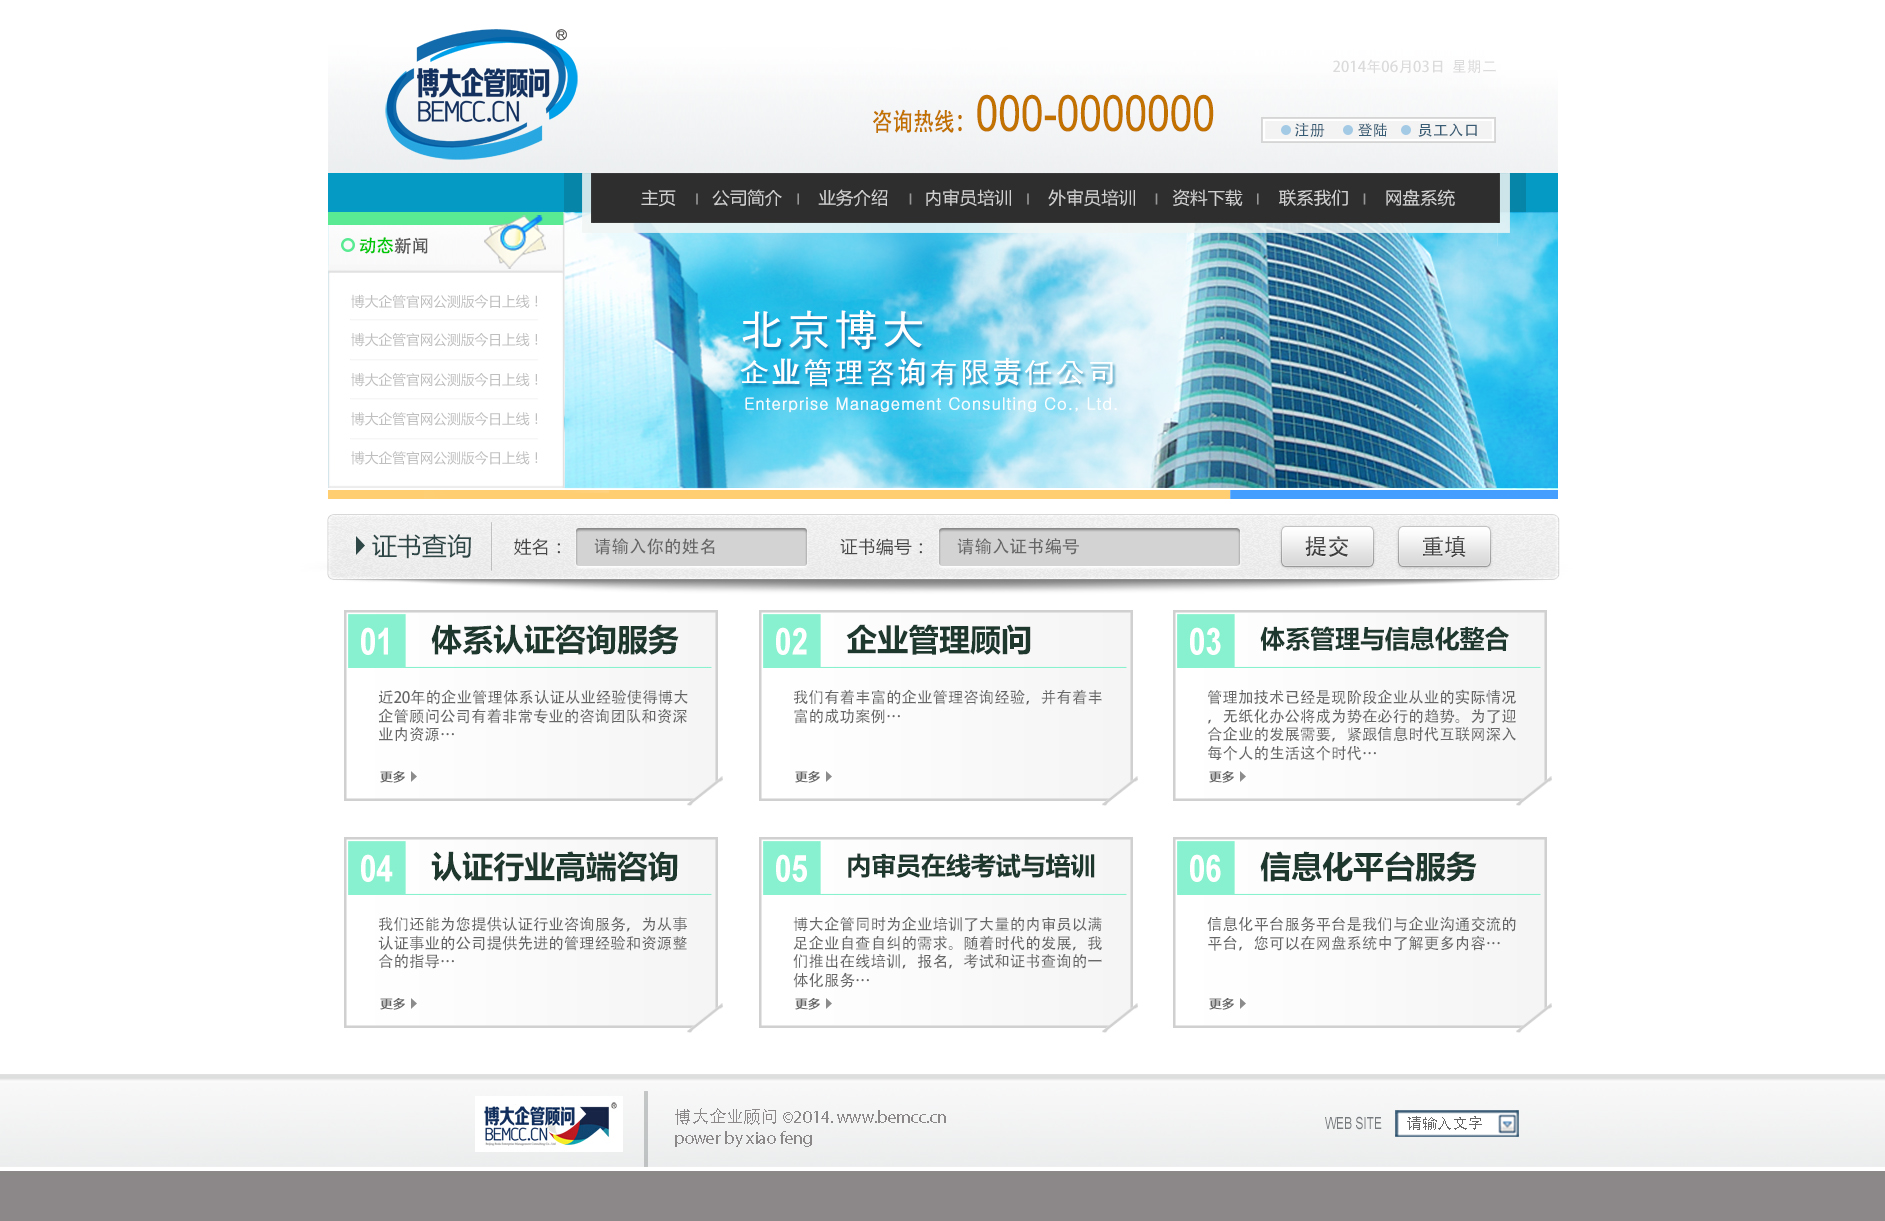 博大企管顾问®
BEMCC.CN
2014年06月03日 星期二
咨询热线：000-0000000
注册 登陆 员工入口
主页 | 公司简介 | 业务介绍 | 内审员培训 | 外审员培训 | 资料下载 | 联系我们 | 网盘系统
动态新闻
博大企管官网公测版今日上线！
博大企管官网公测版今日上线！
博大企管官网公测版今日上线！
博大企管官网公测版今日上线！
博大企管官网公测版今日上线！
北京博大
企业管理咨询有限责任公司
Enterprise Management Consulting Co., Ltd.
证书查询 姓名： 请输入你的姓名 证书编号： 请输入证书编号 提交 重填
01 体系认证咨询服务
近20年的企业管理体系认证从业经验使得博大
企管顾问公司有着非常专业的咨询团队和资深
业内资源…
更多
02 企业管理顾问
我们有着丰富的企业管理咨询经验，并有着丰
富的成功案例…
更多
03 体系管理与信息化整合
管理加技术已经是现阶段企业从业的实际情况
，无纸化办公将成为势在必行的趋势。为了迎
合企业的发展需要，紧跟信息时代互联网深入
每个人的生活这个时代…
更多
04 认证行业高端咨询
我们还能为您提供认证行业咨询服务，为从事
认证事业的公司提供先进的管理经验和资源整
合的指导…
更多
05 内审员在线考试与培训
博大企管同时为企业培训了大量的内审员以满
足企业自查自纠的需求。随着时代的发展，我
们推出在线培训，报名，考试和证书查询的一
体化服务…
更多
06 信息化平台服务
信息化平台服务平台是我们与企业沟通交流的
平台，您可以在网盘系统中了解更多内容…
更多
博大企管顾问®
BEMCC.CN
博大企业顾问 ©2014. www.bemcc.cn
power by xiao feng
WEB SITE 请输入文字